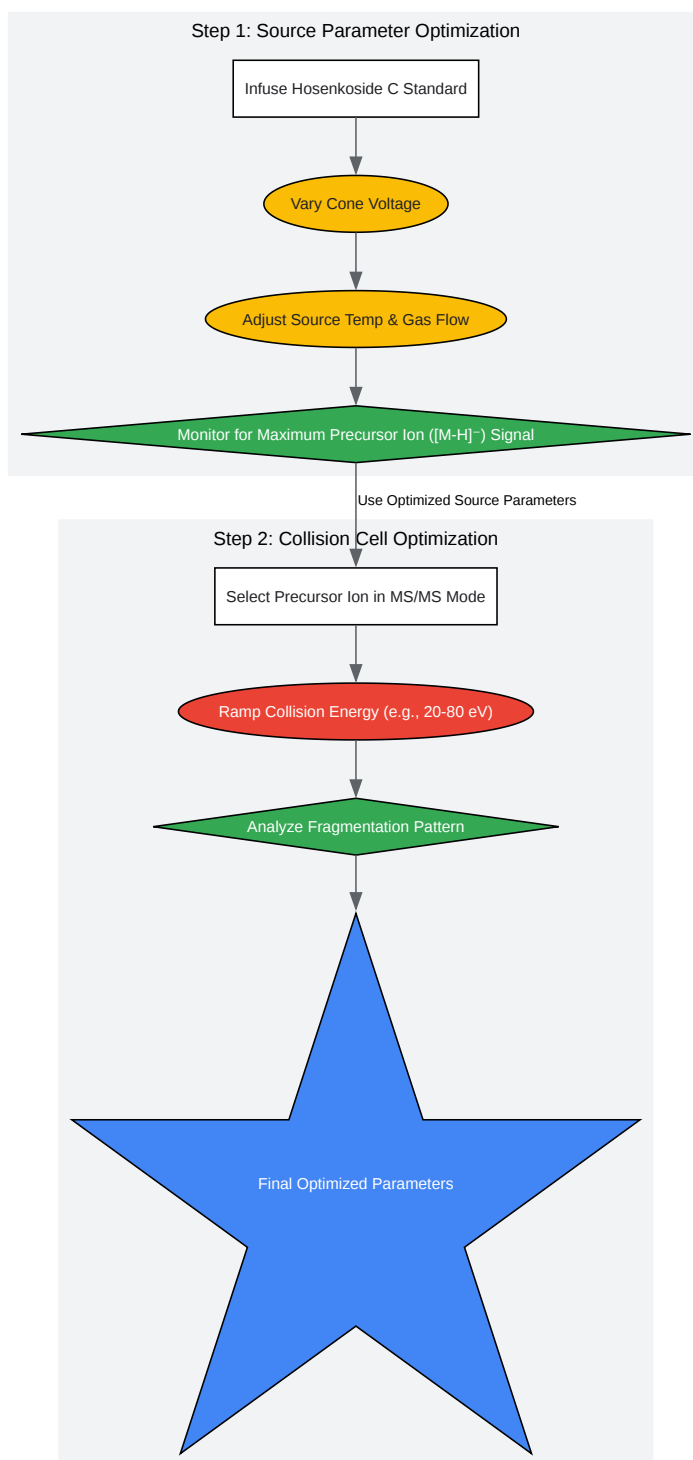 Step 1: Source Parameter Optimization
Infuse Hosenkoside C Standard
Vary Cone Voltage
Adjust Source Temp & Gas Flow
Monitor for Maximum Precursor Ion ([M-H]⁻) Signal
Use Optimized Source Parameters
Step 2: Collision Cell Optimization
Select Precursor Ion in MS/MS Mode
Ramp Collision Energy (e.g., 20-80 eV)
Analyze Fragmentation Pattern
Final Optimized Parameters